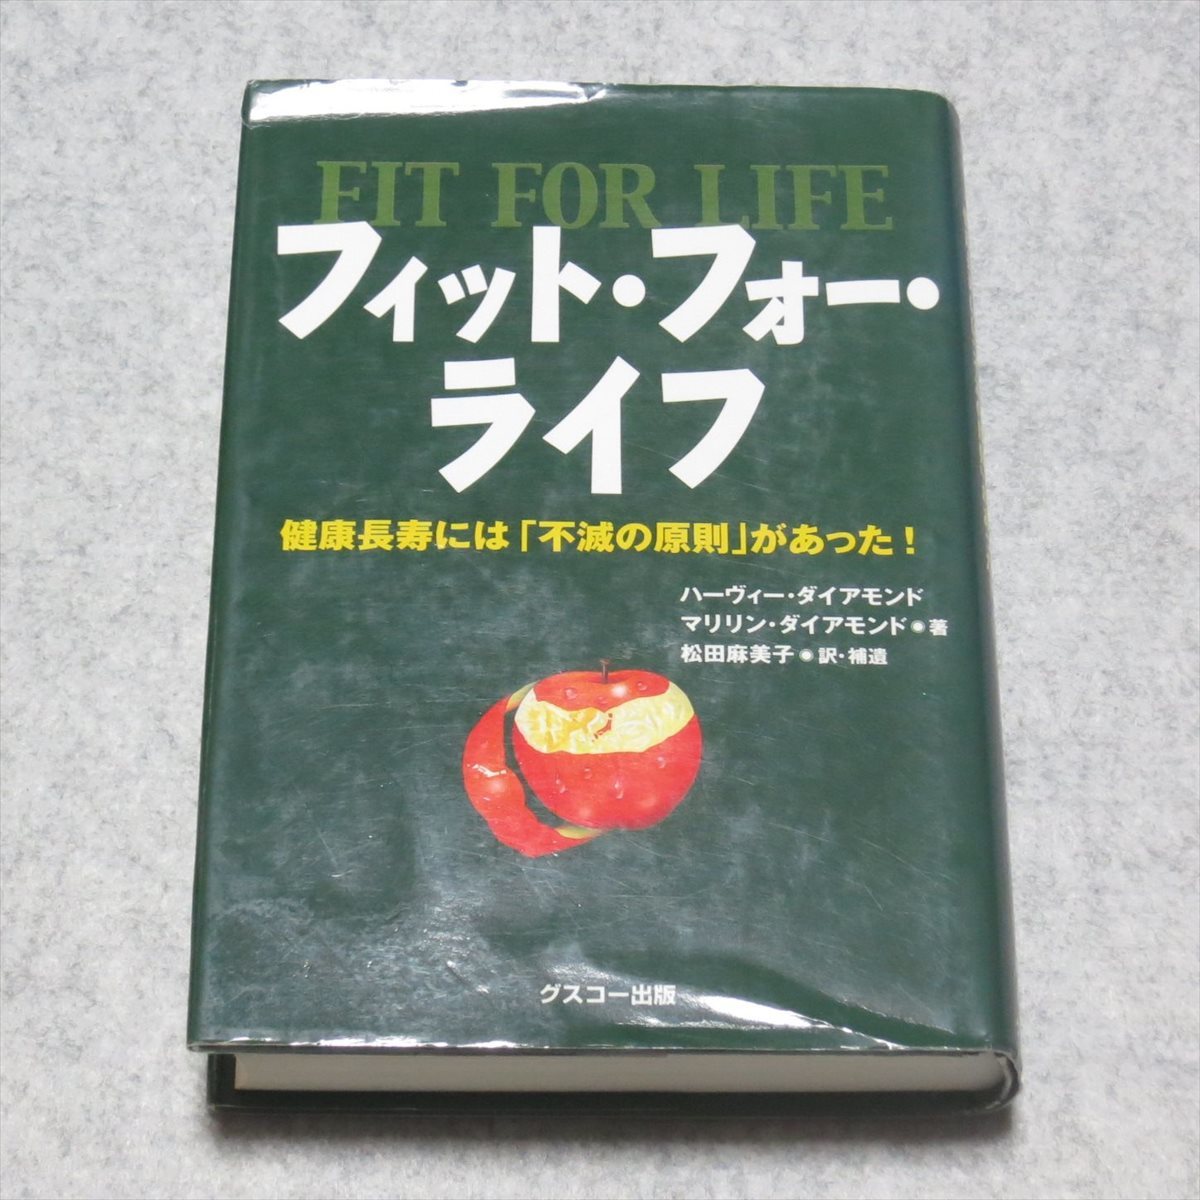 FIT FOR LIFE
フィット・フォー・
ライフ
健康長寿には「不滅の原則」があった!
ハーヴィー・ダイアモンド
マリリン・ダイアモンド◉著
松田麻美子◉訳・補遺
グスコー出版